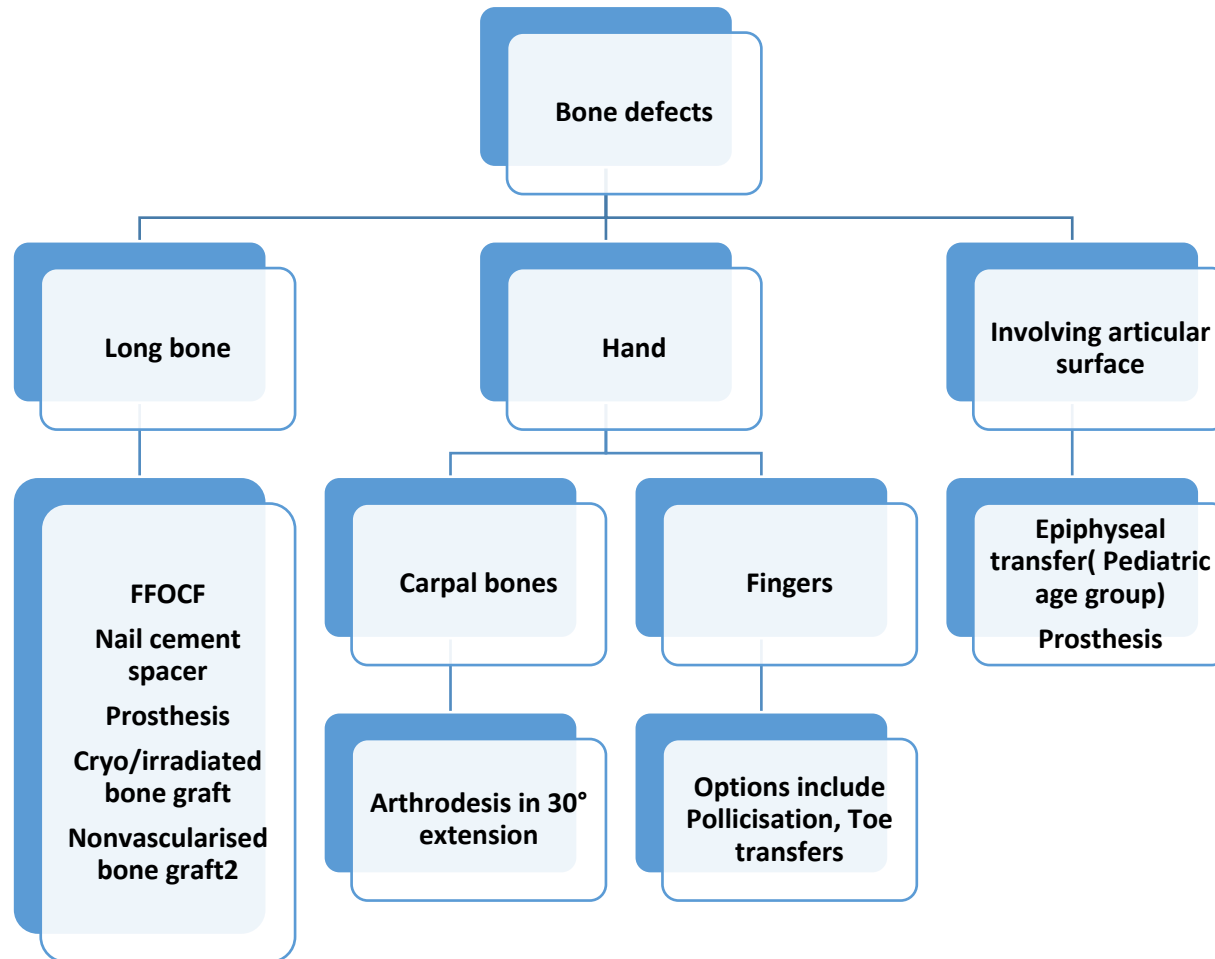 Bone defects
Long bone
Hand
Involving articular
surface
FFOCF
Nail cement
spacer
Prosthesis
Cryo/irradiated
bone graft
Nonvascularised
bone graft2
Carpal bones
Fingers
Epiphyseal
transfer( Pediatric
age group)
Prosthesis
Arthrodesis in 30°
extension
Options include
Pollicisation, Toe
transfers